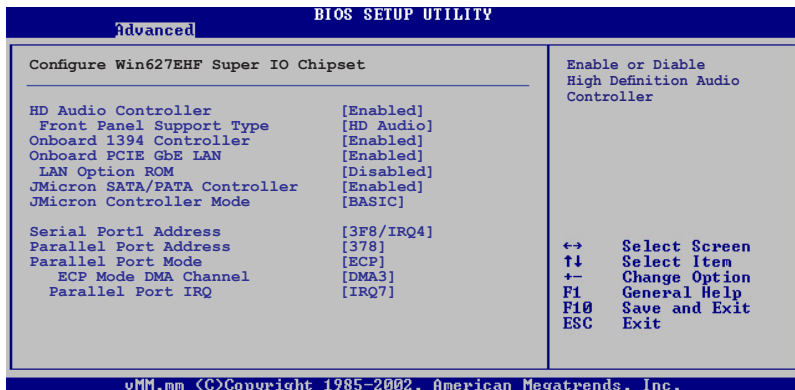 BIOS SETUP UTILITY
Advanced
Configure Win627EHF Super IO Chipset
HD Audio Controller [Enabled]
Front Panel Support Type [HD Audio]
Onboard 1394 Controller [Enabled]
Onboard PCIE GbE LAN [Enabled]
LAN Option ROM [Disabled]
JMicron SATA/PATA Controller [Enabled]
JMicron Controller Mode [BASIC]
Serial Port1 Address [3F8/IRQ4]
Parallel Port Address [378]
Parallel Port Mode [ECP]
ECP Mode DMA Channel [DMA3]
Parallel Port IRQ [IRQ7]
Enable or Diable
High Definition Audio
Controller
←→ Select Screen
↑↓ Select Item
+- Change Option
F1 General Help
F10 Save and Exit
ESC Exit
vMM.mm (C)Copyright 1985-2002, American Megatrends, Inc.